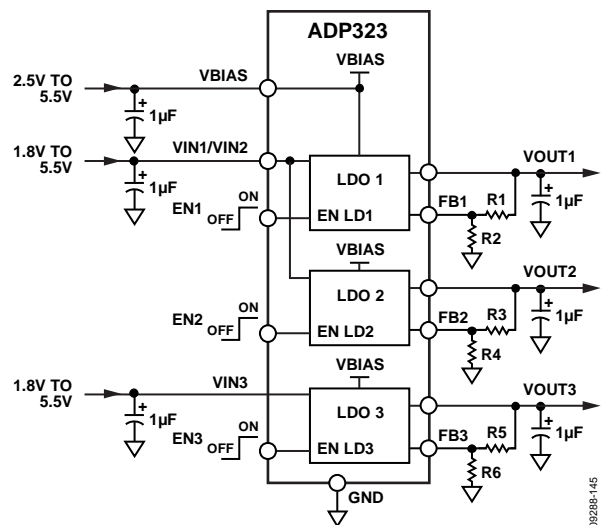 ADP323
VBIAS
2.5V TO
5.5V
VBIAS
+
1µF
1.8V TO
5.5V
VIN1/VIN2
VOUT1
+
1µF
LDO 1
ON
EN1
OFF
EN LD1
FB1
R1
+
1µF
R2
VBIAS
VOUT2
LDO 2
ON
EN2
OFF
EN LD2
FB2
R3
+
1µF
R4
VBIAS
1.8V TO
5.5V
VIN3
VOUT3
+
1µF
LDO 3
ON
EN3
OFF
EN LD3
FB3
R5
+
1µF
R6
GND
09288-145